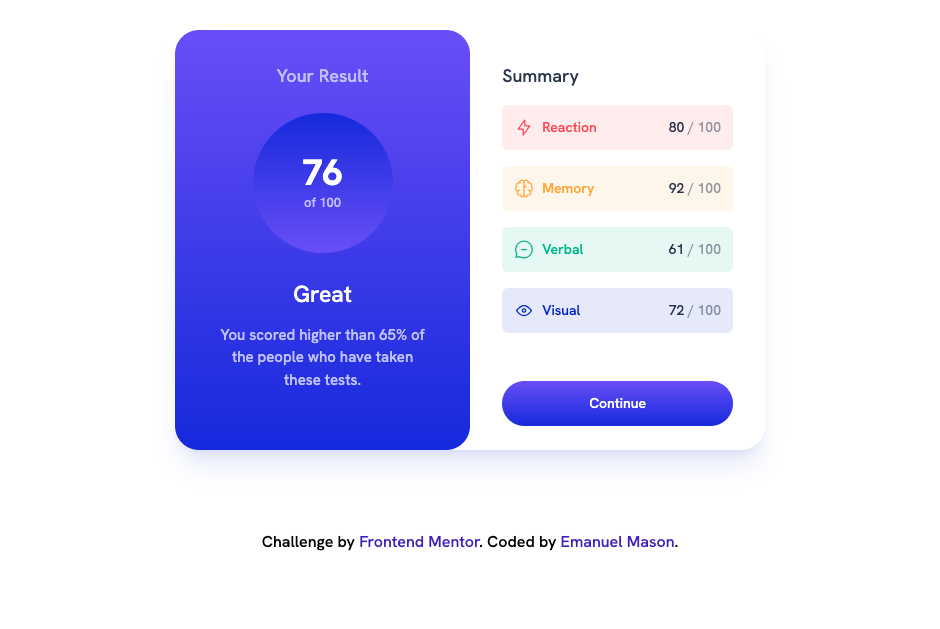 Your Result
76
of 100
Great
You scored higher than 65% of
the people who have taken
these tests.
Summary
Reaction 80 / 100
Memory 92 / 100
Verbal 61 / 100
Visual 72 / 100
Continue
Challenge by Frontend Mentor. Coded by Emanuel Mason.